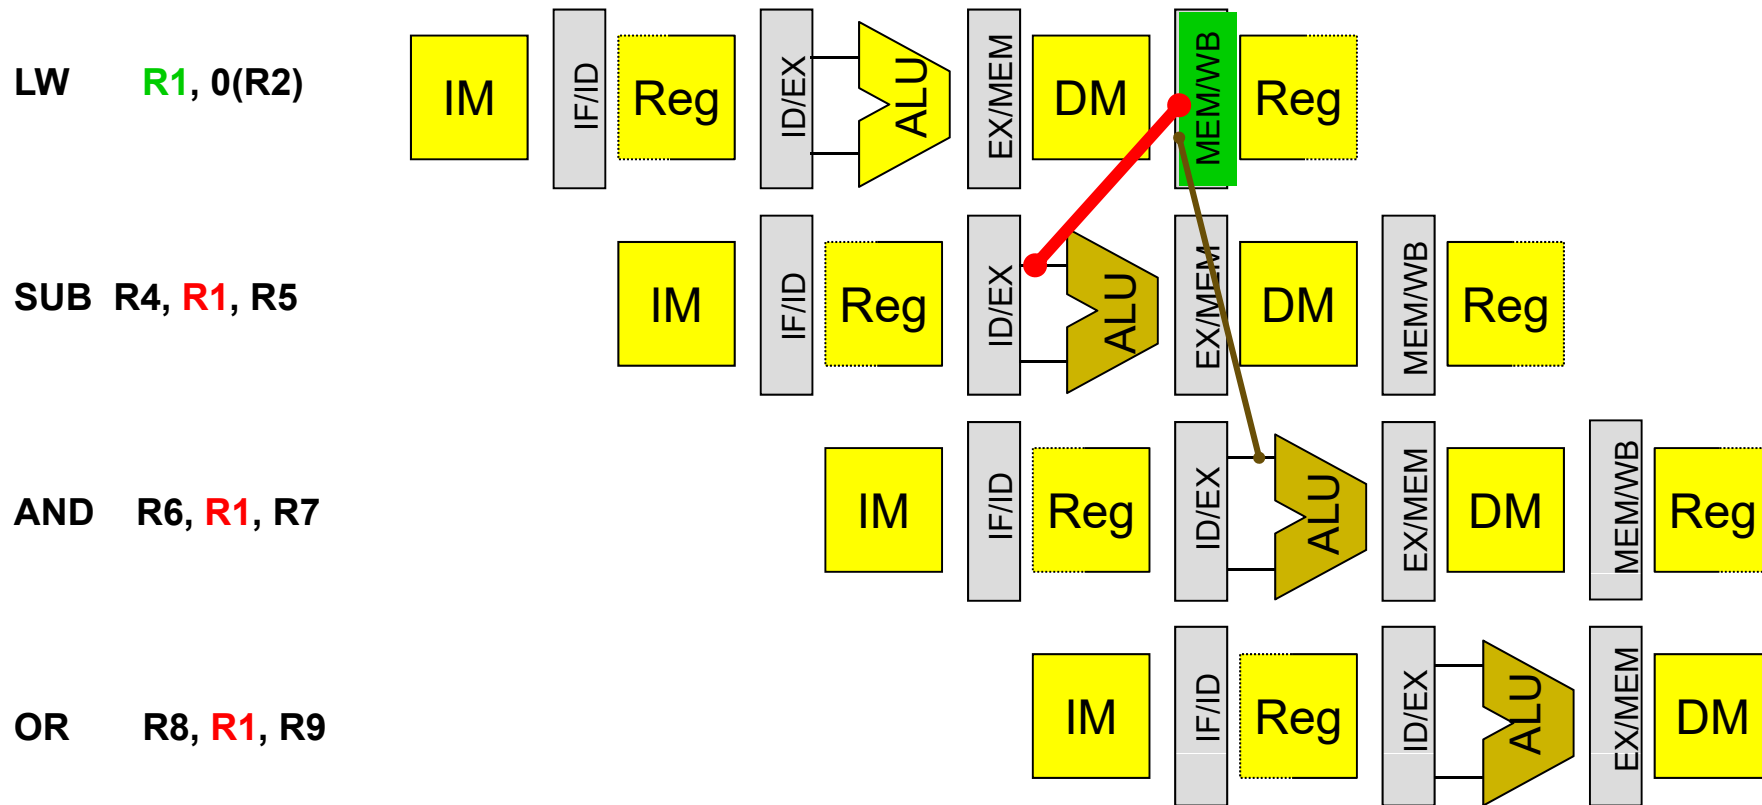 LW R1, 0(R2) IM IF/ID Reg ID/EX ALU EX/MEM DM MEM/WB Reg
SUB R4, R1, R5 IM IF/ID Reg ID/EX ALU EX/MEM DM MEM/WB Reg
AND R6, R1, R7 IM IF/ID Reg ID/EX ALU EX/MEM DM MEM/WB Reg
OR R8, R1, R9 IM IF/ID Reg ID/EX ALU EX/MEM DM